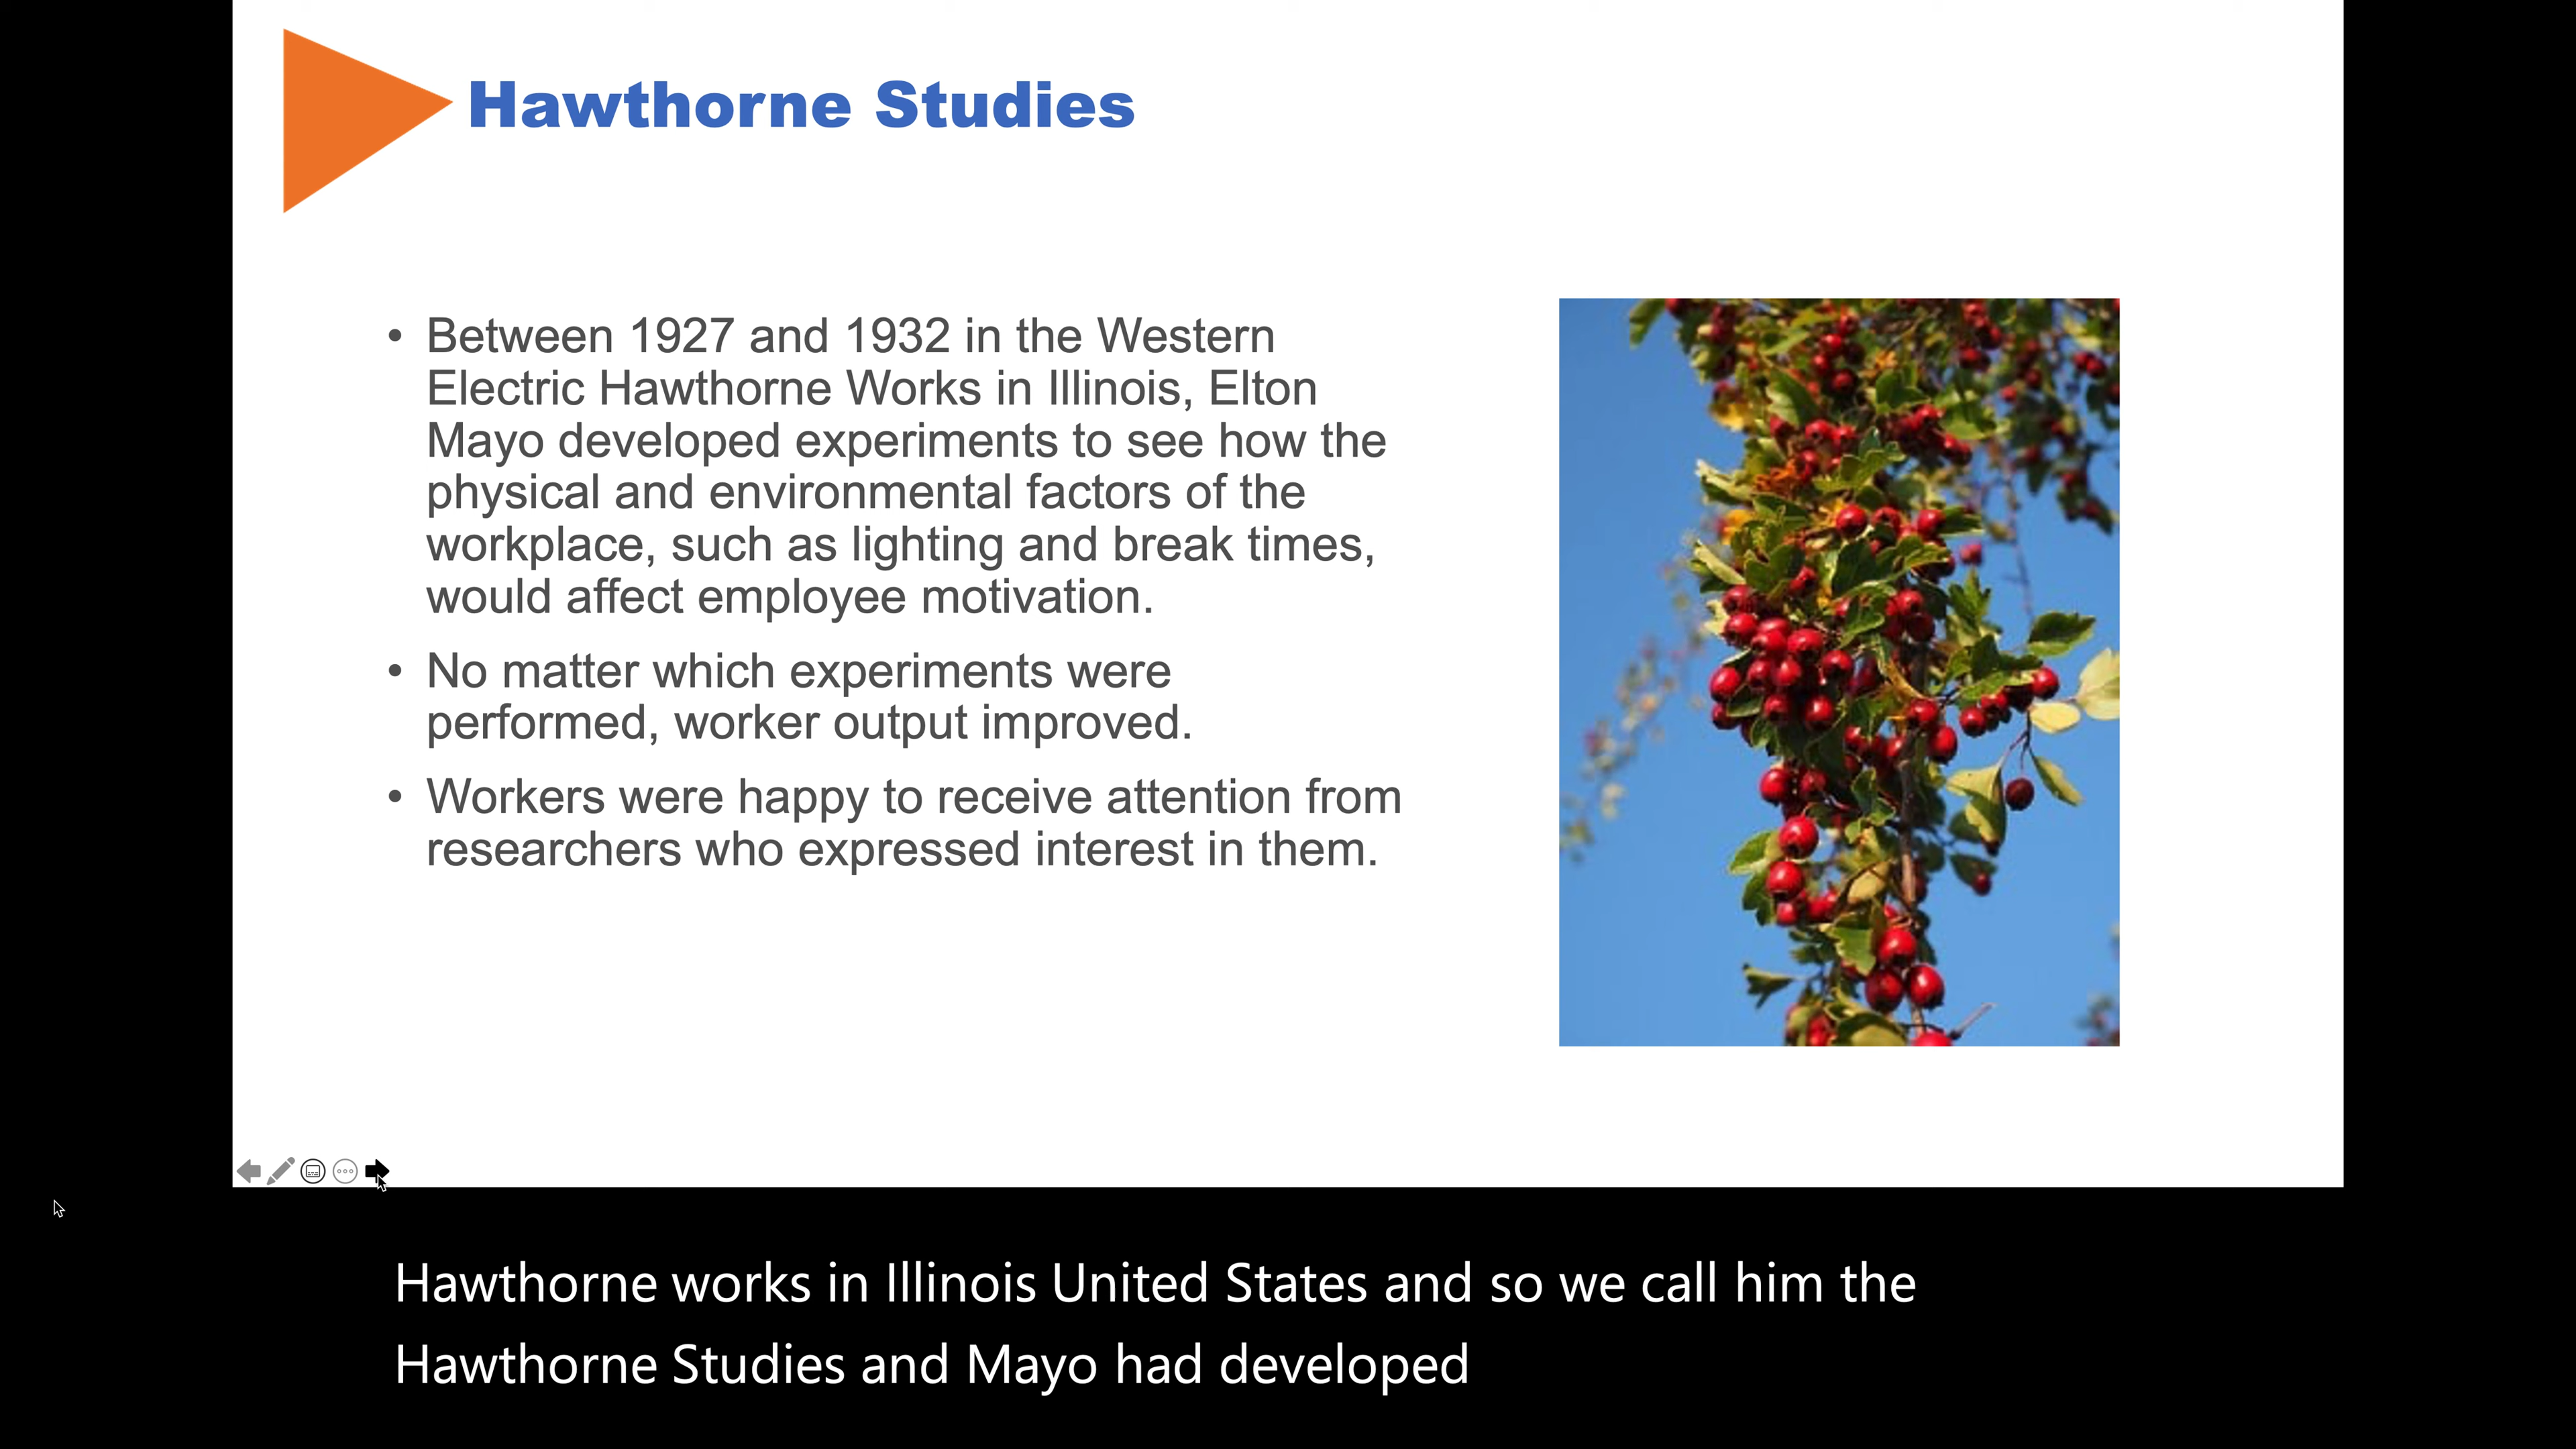 Hawthorne Studies
• Between 1927 and 1932 in the Western
Electric Hawthorne Works in Illinois, Elton
Mayo developed experiments to see how the
physical and environmental factors of the
workplace, such as lighting and break times,
would affect employee motivation.
• No matter which experiments were
performed, worker output improved.
• Workers were happy to receive attention from
researchers who expressed interest in them.
Hawthorne works in Illinois United States and so we call him the
Hawthorne Studies and Mayo had developed